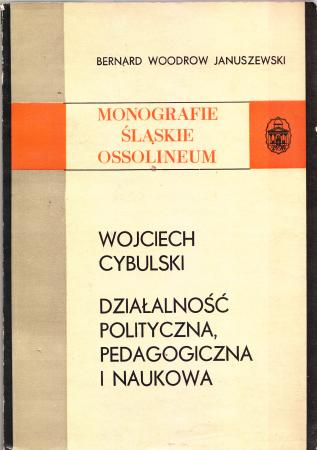 BERNARD WOODROW JANUSZEWSKI
MONOGRAFIE
ŚLĄSKIE
OSSOLINEUM
WOJCIECH
CYBULSKI
DZIAŁALNOŚĆ
POLITYCZNA,
PEDAGOGICZNA
I NAUKOWA